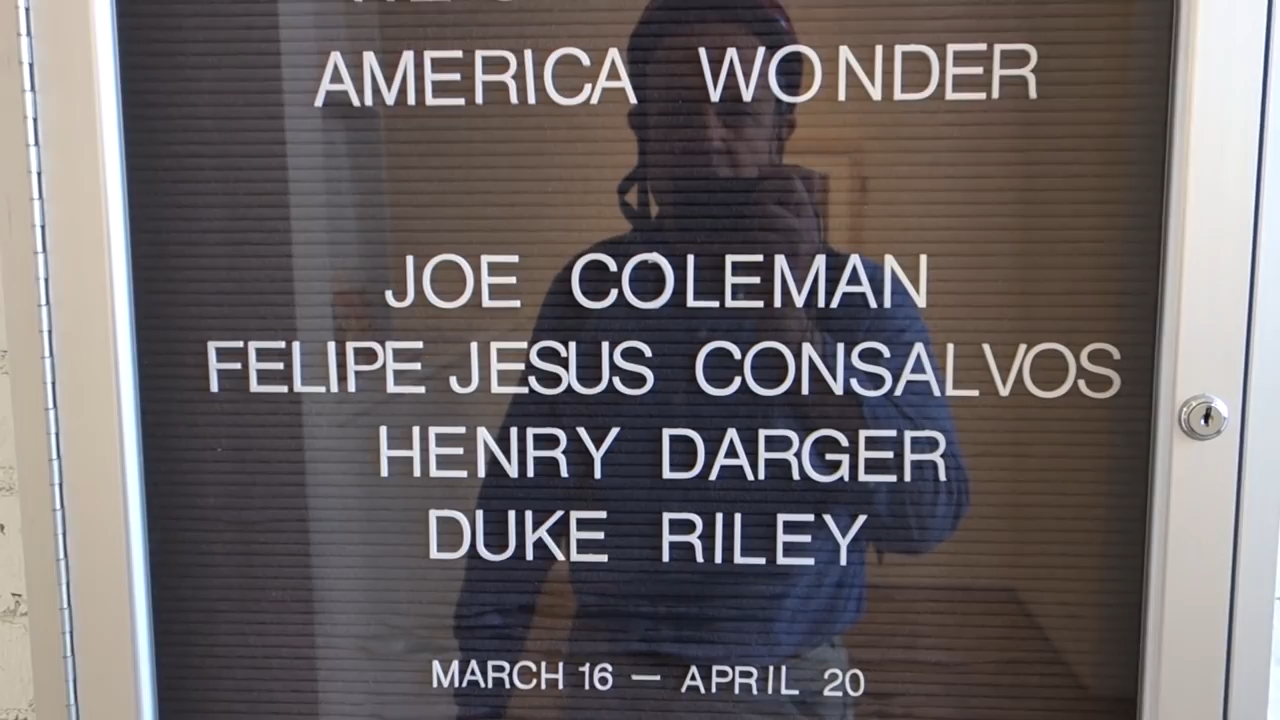 AMERICA WONDER
JOE COLEMAN
FELIPE JESUS CONSALVOS
HENRY DARGER
DUKE RILEY
MARCH 16 — APRIL 20